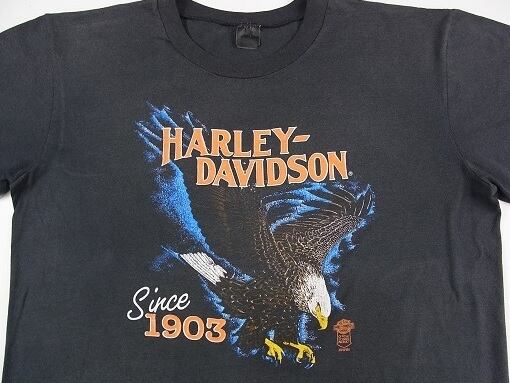 HARLEY-
DAVIDSON®
Since
1903